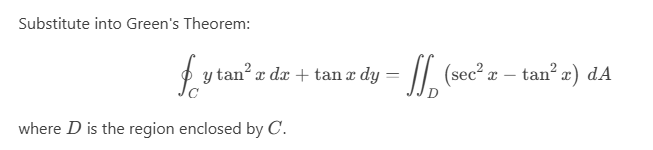 Substitute into Green's Theorem:
∮_C y tan² x dx + tan x dy = ∬_D (sec² x − tan² x) dA
where D is the region enclosed by C.